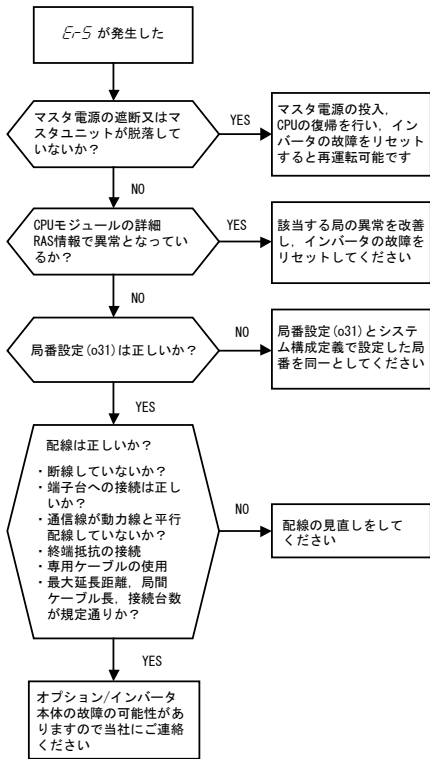 Er5 が発生した
マスタ電源の遮断又はマ
スタユニットが脱落して
いないか？
YES
マスタ電源の投入，
CPUの復帰を行い，イン
バータの故障をリセット
すると再運転可能です
NO
CPUモジュールの詳細
RAS情報で異常となってい
るか？
YES
該当する局の異常を改善
し，インバータの故障を
リセットしてください
NO
局番設定(o31)は正しいか？
NO
局番設定(o31)とシステ
ム構成定義で設定した局
番を同一としてください
YES
配線は正しいか？
・断線していないか？
・端子台への接続は正し
いか？
・通信線が動力線と平行
配線していないか？
・終端抵抗の接続
・専用ケーブルの使用
・最大延長距離，局間
ケーブル長，接続台数
が規定通りか？
NO
配線の見直しをして
ください
YES
オプション/インバータ
本体の故障の可能性があ
りますので当社にご連絡
ください